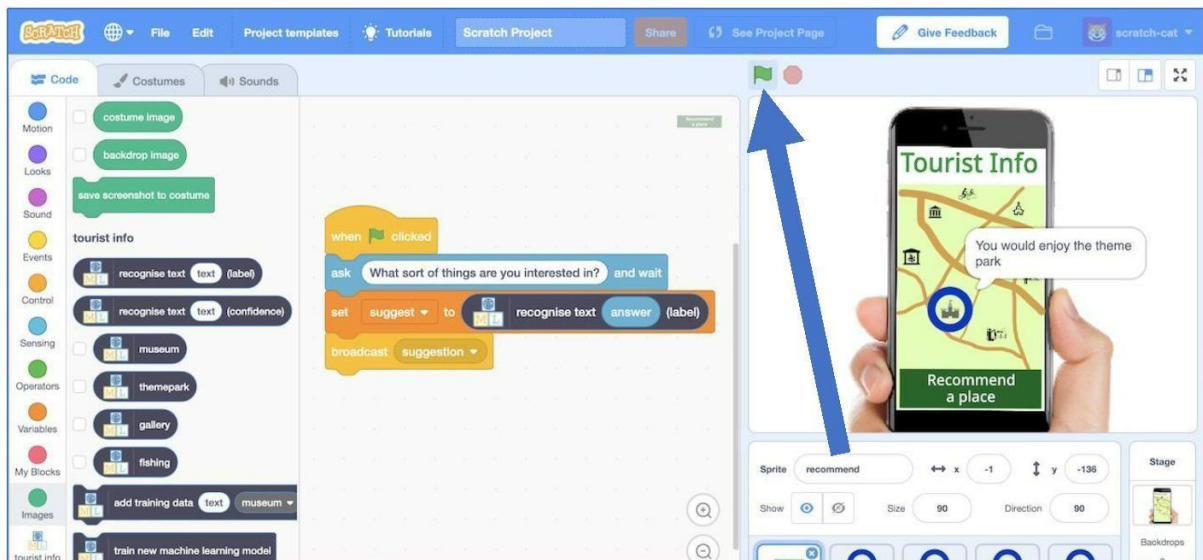 SCRATCH
File
Edit
Project templates
Tutorials
Scratch Project
Share
See Project Page
Give Feedback
scratch-cat
Code
Costumes
Sounds
Motion
Looks
Sound
Events
Control
Sensing
Operators
Variables
My Blocks
Images
tourist info
costume image
backdrop image
save screenshot to costume
tourist info
recognise text text (label)
recognise text text (confidence)
museum
themepark
gallery
fishing
add training data text museum
train new machine learning model
Recommend
a place
when clicked
ask What sort of things are you interested in? and wait
set suggest to ML recognise text answer (label)
broadcast suggestion
Tourist Info
You would enjoy the theme
park
Recommend
a place
Sprite recommend x -1 y -136
Show Size 90 Direction 90
Stage
Backdrops